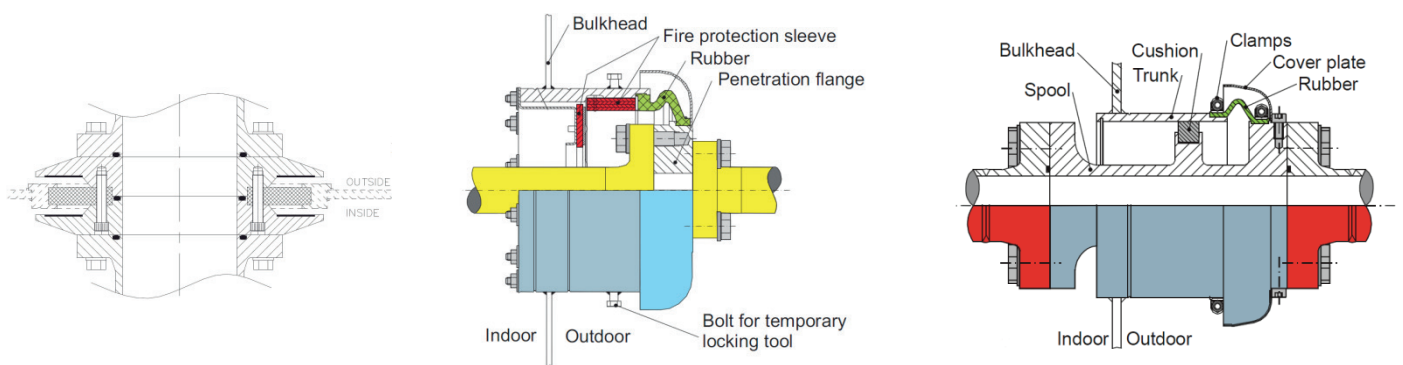 OUTSIDE
INSIDE
Bulkhead
Fire protection sleeve
Rubber
Penetration flange
Indoor
Outdoor
Bolt for temporary
locking tool
Bulkhead
Spool
Cushion
Trunk
Clamps
Cover plate
Rubber
Indoor
Outdoor